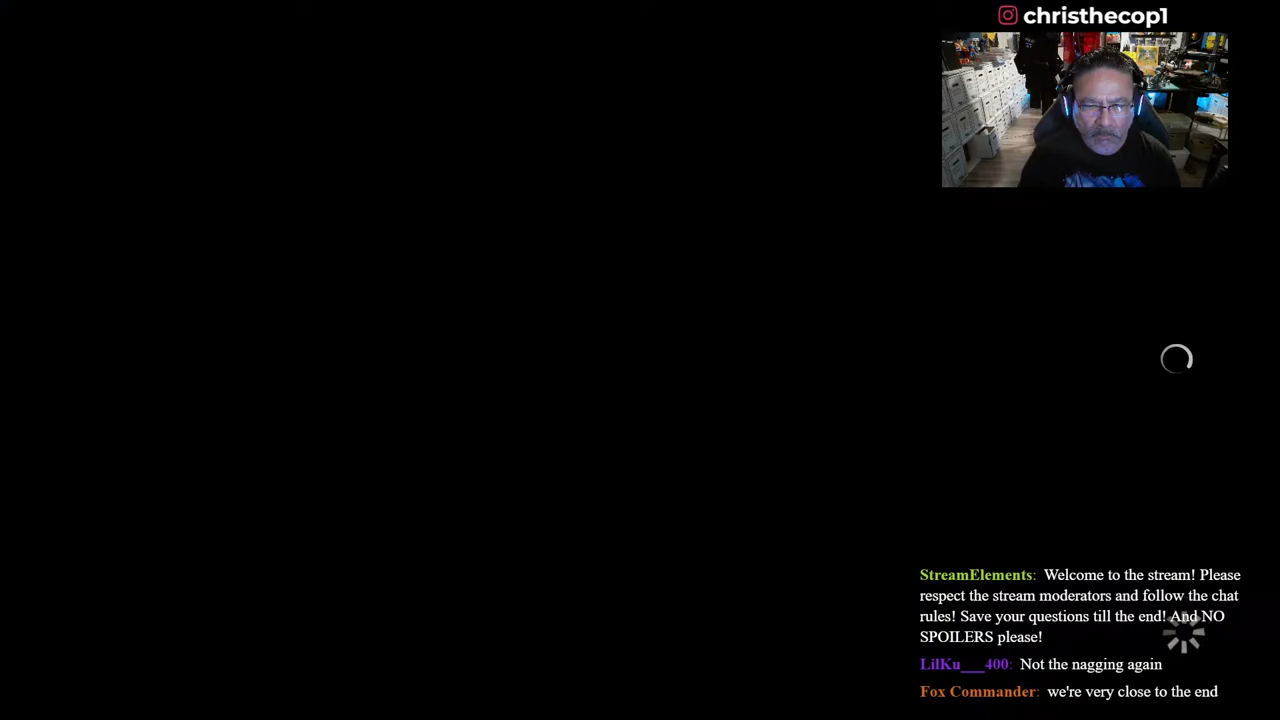 christhecop1
StreamElements: Welcome to the stream! Please
respect the stream moderators and follow the chat
rules! Save your questions till the end! And NO
SPOILERS please!
LilKu___400: Not the nagging again
Fox Commander: we're very close to the end